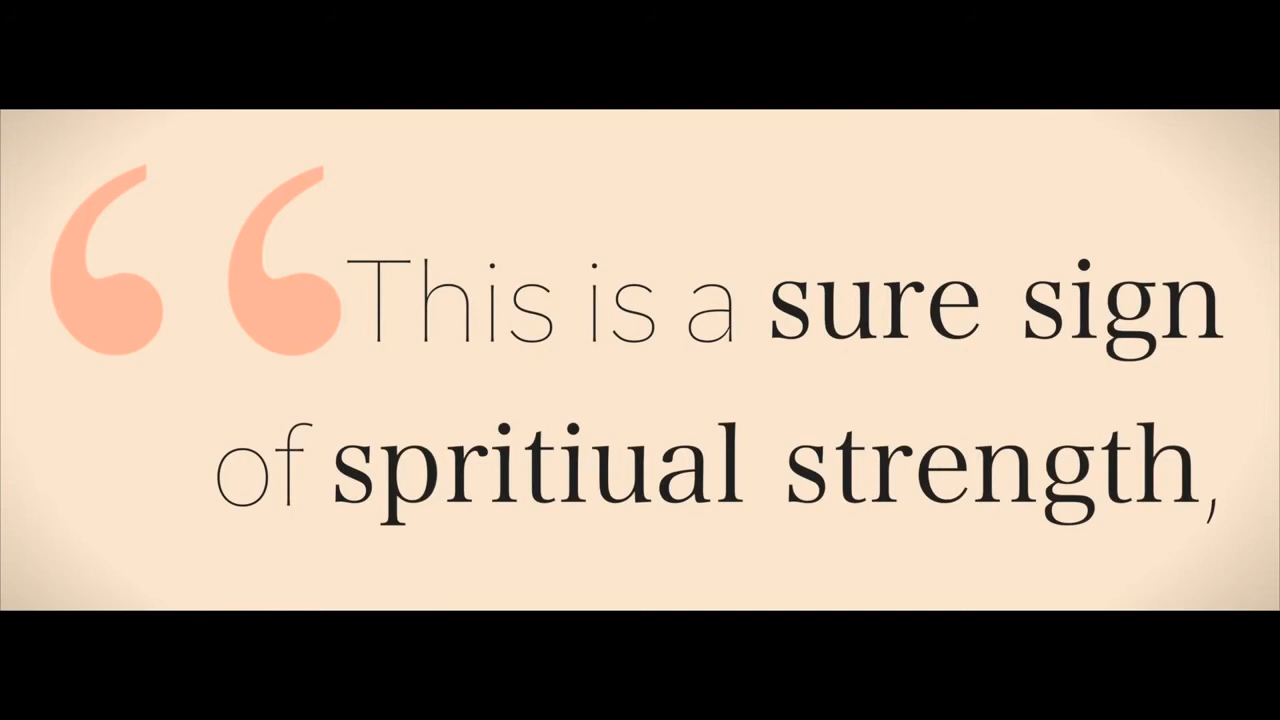 “This is a sure sign
of spritiual strength,